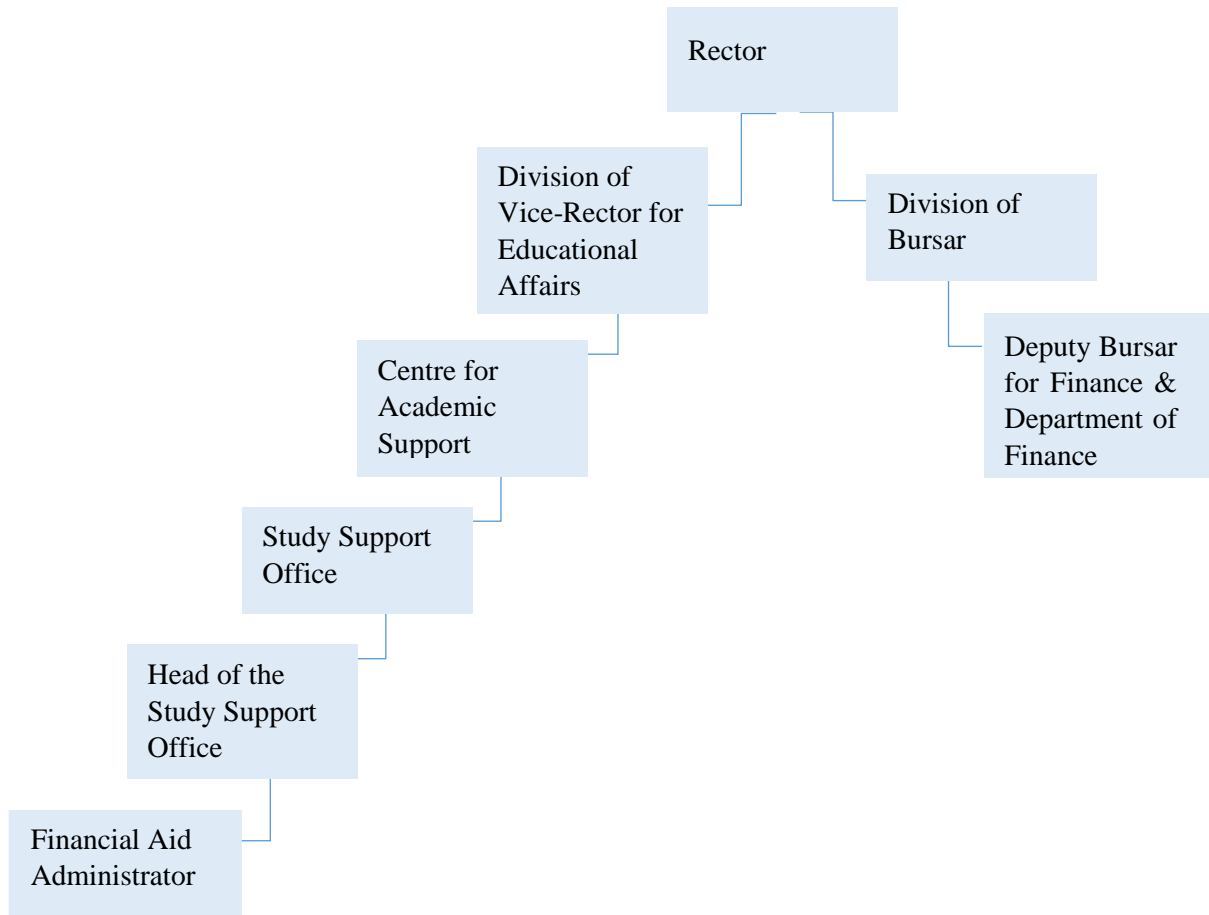 Rector
Division of
Vice-Rector for
Educational
Affairs
Division of
Bursar
Deputy Bursar
for Finance &
Department of
Finance
Centre for
Academic
Support
Study Support
Office
Head of the
Study Support
Office
Financial Aid
Administrator